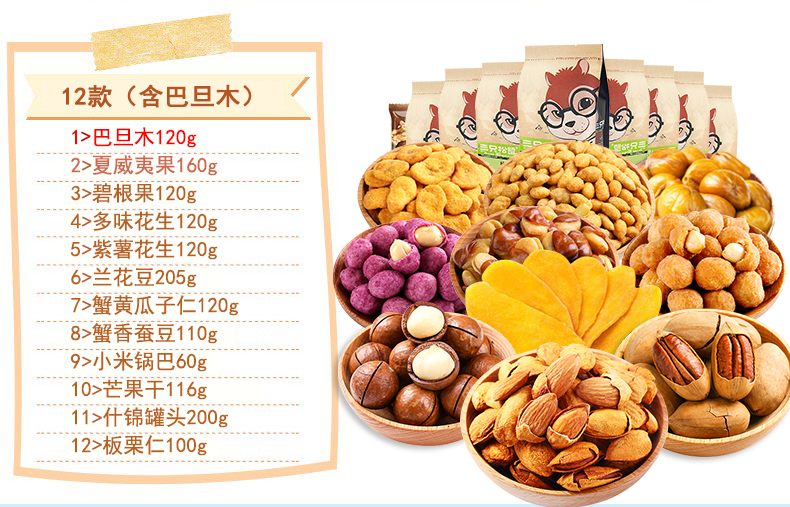 12款（含巴旦木）
1>巴旦木120g
2>夏威夷果160g
3>碧根果120g
4>多味花生120g
5>紫薯花生120g
6>兰花豆205g
7>蟹黄瓜子仁120g
8>蟹香蚕豆110g
9>小米锅巴60g
10>芒果干116g
11>什锦罐头200g
12>板栗仁100g